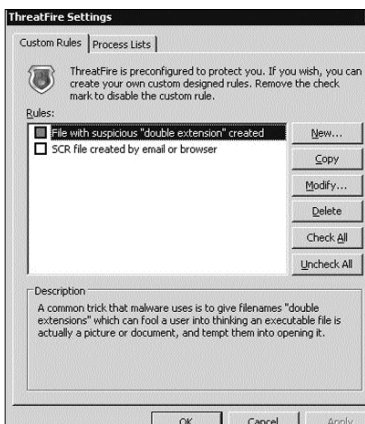 ThreatFire Settings
Custom Rules
Process Lists
ThreatFire is preconfigured to protect you. If you wish, you can
create your own custom designed rules. Remove the check
mark to disable the custom rule.
Rules:
File with suspicious "double extension" created
SCR file created by email or browser
New...
Copy
Modify...
Delete
Check All
Uncheck All
Description
A common trick that malware uses is to give filenames "double
extensions" which can fool a user into thinking an executable file is
actually a picture or document, and tempt them into opening it.
OK
Cancel
Apply